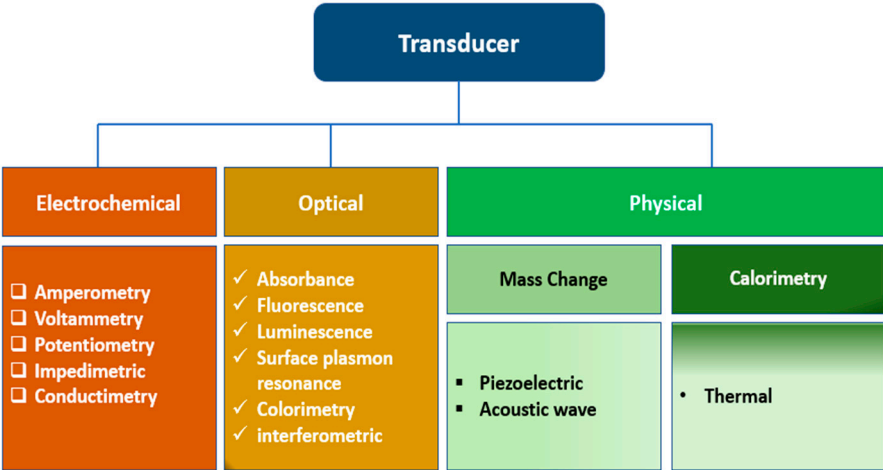 Transducer
Electrochemical
Optical
Physical
Amperometry
Voltammetry
Potentiometry
Impedimetric
Conductimetry
Absorbance
Fluorescence
Luminescence
Surface plasmon
resonance
Colorimetry
interferometric
Mass Change
Calorimetry
Piezoelectric
Acoustic wave
Thermal